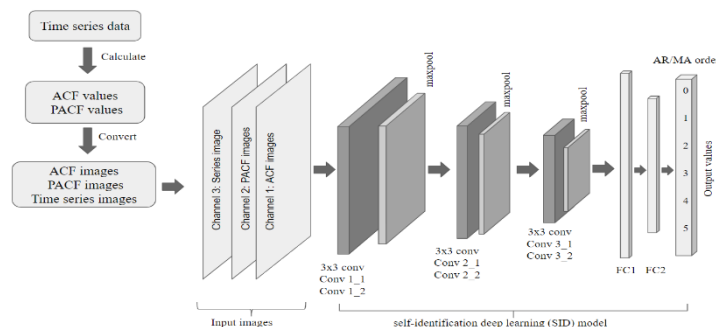 Time series data
Calculate
ACF values
PACF values
Convert
ACF images
PACF images
Time series images
Channel 3: Series image
Channel 2: PACF images
Channel 1: ACF images
Input images
maxpool
3x3 conv
Conv 1_1
Conv 1_2
maxpool
3x3 conv
Conv 2_1
Conv 2_2
maxpool
3x3 conv
Conv 3_1
Conv 3_2
FC1
FC2
AR/MA orde
0
1
2
3
4
5
Output values
self-identification deep learning (SID) model